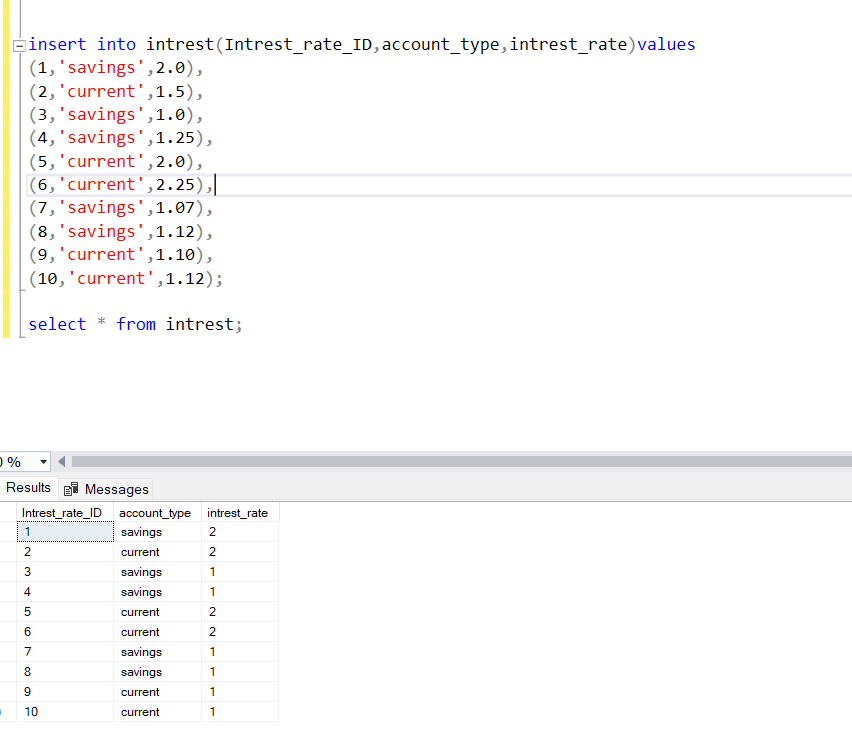 insert into intrest(Intrest_rate_ID,account_type,intrest_rate)values
(1,'savings',2.0),
(2,'current',1.5),
(3,'savings',1.0),
(4,'savings',1.25),
(5,'current',2.0),
(6,'current',2.25),
(7,'savings',1.07),
(8,'savings',1.12),
(9,'current',1.10),
(10,'current',1.12);
select * from intrest;
%
Results Messages
Intrest_rate_ID account_type intrest_rate
1 savings 2
2 current 2
3 savings 1
4 savings 1
5 current 2
6 current 2
7 savings 1
8 savings 1
9 current 1
10 current 1